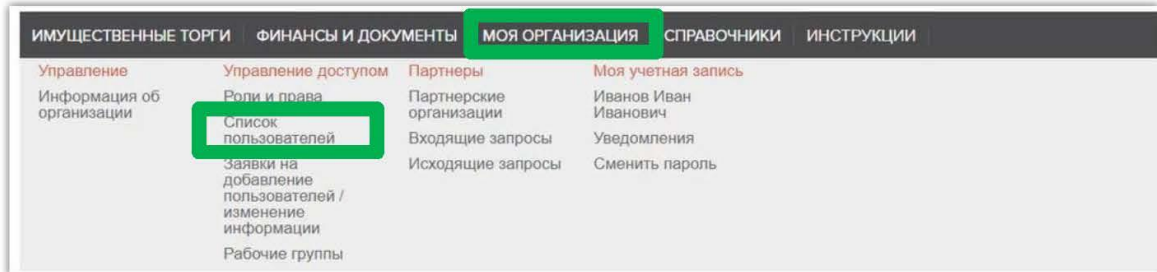 ИМУЩЕСТВЕННЫЕ ТОРГИ ФИНАНСЫ И ДОКУМЕНТЫ МОЯ ОРГАНИЗАЦИЯ СПРАВОЧНИКИ ИНСТРУКЦИИ
Управление
Информация об
организации
Управление доступом
Роли и права
Список
пользователей
Заявки на
добавление
пользователей /
изменение
информации
Рабочие группы
Партнеры
Партнерские
организации
Входящие запросы
Исходящие запросы
Моя учетная запись
Иванов Иван
Иванович
Уведомления
Сменить пароль